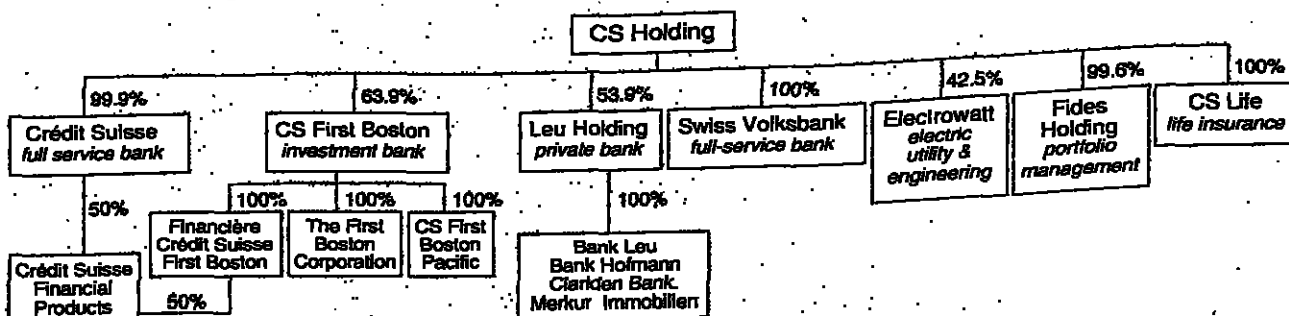 CS Holding
99.9%
63.9%
53.9%
100%
42.5%
99.6%
100%
Crédit Suisse
full service bank
CS First Boston
investment bank
Leu Holding
private bank
Swiss Volksbank
full-service bank
Electrowatt
electric
utility &
engineering
Fides
Holding
portfolio
management
CS Life
life insurance
50%
100%
100%
100%
100%
Financière
Crédit Suisse
First Boston
The First
Boston
Corporation
CS First
Boston
Pacific
Bank Leu
Bank Hofmann
Clariden Bank.
Merkur Immobilien
Crédit Suisse
Financial
Products
50%